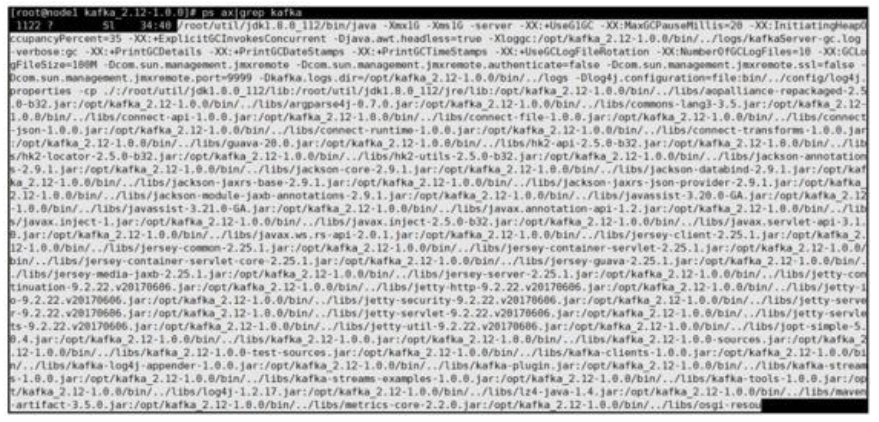 [root@node1 kafka_2.12-1.0.0]# ps ax|grep kafka
1122 ? Sl 34:40 /root/util/jdk1.8.0_112/bin/java -Xmx1G -Xms1G -server -XX:+UseG1GC -XX:MaxGCPauseMillis=20 -XX:InitiatingHeapO
ccupancyPercent=35 -XX:+ExplicitGCInvokesConcurrent -Djava.awt.headless=true -Xloggc:/opt/kafka_2.12-1.0.0/bin/../logs/kafkaServer-gc.log
-verbose:gc -XX:+PrintGCDetails -XX:+PrintGCDateStamps -XX:+PrintGCTimeStamps -XX:+UseGCLogFileRotation -XX:NumberOfGCLogFiles=10 -XX:GCLo
gFileSize=100M -Dcom.sun.management.jmxremote -Dcom.sun.management.jmxremote.authenticate=false -Dcom.sun.management.jmxremote.ssl=false -
Dcom.sun.management.jmxremote.port=9999 -Dkafka.logs.dir=/opt/kafka_2.12-1.0.0/bin/../logs -Dlog4j.configuration=file:bin/../config/log4j.
properties -cp ./:/root/util/jdk1.8.0_112/lib:/root/util/jdk1.8.0_112/jre/lib:/opt/kafka_2.12-1.0.0/bin/../libs/aopalliance-repackaged-2.5
.0-b32.jar:/opt/kafka_2.12-1.0.0/bin/../libs/argparse4j-0.7.0.jar:/opt/kafka_2.12-1.0.0/bin/../libs/commons-lang3-3.5.jar:/opt/kafka_2.12-
1.0.0/bin/../libs/connect-api-1.0.0.jar:/opt/kafka_2.12-1.0.0/bin/../libs/connect-file-1.0.0.jar:/opt/kafka_2.12-1.0.0/bin/../libs/connect
-json-1.0.0.jar:/opt/kafka_2.12-1.0.0/bin/../libs/connect-runtime-1.0.0.jar:/opt/kafka_2.12-1.0.0/bin/../libs/connect-transforms-1.0.0.jar
:/opt/kafka_2.12-1.0.0/bin/../libs/guava-20.0.jar:/opt/kafka_2.12-1.0.0/bin/../libs/hk2-api-2.5.0-b32.jar:/opt/kafka_2.12-1.0.0/bin/../lib
s/hk2-locator-2.5.0-b32.jar:/opt/kafka_2.12-1.0.0/bin/../libs/hk2-utils-2.5.0-b32.jar:/opt/kafka_2.12-1.0.0/bin/../libs/jackson-annotation
s-2.9.1.jar:/opt/kafka_2.12-1.0.0/bin/../libs/jackson-core-2.9.1.jar:/opt/kafka_2.12-1.0.0/bin/../libs/jackson-databind-2.9.1.jar:/opt/kaf
ka_2.12-1.0.0/bin/../libs/jackson-jaxrs-base-2.9.1.jar:/opt/kafka_2.12-1.0.0/bin/../libs/jackson-jaxrs-json-provider-2.9.1.jar:/opt/kafka_
2.12-1.0.0/bin/../libs/jackson-module-jaxb-annotations-2.9.1.jar:/opt/kafka_2.12-1.0.0/bin/../libs/javassist-3.20.0-GA.jar:/opt/kafka_2.12
-1.0.0/bin/../libs/javassist-3.21.0-GA.jar:/opt/kafka_2.12-1.0.0/bin/../libs/javax.annotation-api-1.2.jar:/opt/kafka_2.12-1.0.0/bin/../lib
s/javax.inject-1.jar:/opt/kafka_2.12-1.0.0/bin/../libs/javax.inject-2.5.0-b32.jar:/opt/kafka_2.12-1.0.0/bin/../libs/javax.servlet-api-3.1.
0.jar:/opt/kafka_2.12-1.0.0/bin/../libs/javax.ws.rs-api-2.0.1.jar:/opt/kafka_2.12-1.0.0/bin/../libs/jersey-client-2.25.1.jar:/opt/kafka_2.
12-1.0.0/bin/../libs/jersey-common-2.25.1.jar:/opt/kafka_2.12-1.0.0/bin/../libs/jersey-container-servlet-2.25.1.jar:/opt/kafka_2.12-1.0.0/
bin/../libs/jersey-container-servlet-core-2.25.1.jar:/opt/kafka_2.12-1.0.0/bin/../libs/jersey-guava-2.25.1.jar:/opt/kafka_2.12-1.0.0/bin/.
./libs/jersey-media-jaxb-2.25.1.jar:/opt/kafka_2.12-1.0.0/bin/../libs/jersey-server-2.25.1.jar:/opt/kafka_2.12-1.0.0/bin/../libs/jetty-con
tinuation-9.2.22.v20170606.jar:/opt/kafka_2.12-1.0.0/bin/../libs/jetty-http-9.2.22.v20170606.jar:/opt/kafka_2.12-1.0.0/bin/../libs/jetty-i
o-9.2.22.v20170606.jar:/opt/kafka_2.12-1.0.0/bin/../libs/jetty-security-9.2.22.v20170606.jar:/opt/kafka_2.12-1.0.0/bin/../libs/jetty-serve
r-9.2.22.v20170606.jar:/opt/kafka_2.12-1.0.0/bin/../libs/jetty-servlet-9.2.22.v20170606.jar:/opt/kafka_2.12-1.0.0/bin/../libs/jetty-servle
ts-9.2.22.v20170606.jar:/opt/kafka_2.12-1.0.0/bin/../libs/jetty-util-9.2.22.v20170606.jar:/opt/kafka_2.12-1.0.0/bin/../libs/jopt-simple-5.
0.4.jar:/opt/kafka_2.12-1.0.0/bin/../libs/kafka_2.12-1.0.0.jar:/opt/kafka_2.12-1.0.0/bin/../libs/kafka_2.12-1.0.0-sources.jar:/opt/kafka_2
.12-1.0.0/bin/../libs/kafka_2.12-1.0.0-test-sources.jar:/opt/kafka_2.12-1.0.0/bin/../libs/kafka-clients-1.0.0.jar:/opt/kafka_2.12-1.0.0/bi
n/../libs/kafka-log4j-appender-1.0.0.jar:/opt/kafka_2.12-1.0.0/bin/../libs/kafka-plugin.jar:/opt/kafka_2.12-1.0.0/bin/../libs/kafka-stream
s-1.0.0.jar:/opt/kafka_2.12-1.0.0/bin/../libs/kafka-streams-examples-1.0.0.jar:/opt/kafka_2.12-1.0.0/bin/../libs/kafka-tools-1.0.0.jar:/op
t/kafka_2.12-1.0.0/bin/../libs/log4j-1.2.17.jar:/opt/kafka_2.12-1.0.0/bin/../libs/lz4-java-1.4.jar:/opt/kafka_2.12-1.0.0/bin/../libs/maven
-artifact-3.5.0.jar:/opt/kafka_2.12-1.0.0/bin/../libs/metrics-core-2.2.0.jar:/opt/kafka_2.12-1.0.0/bin/../libs/osgi-resou